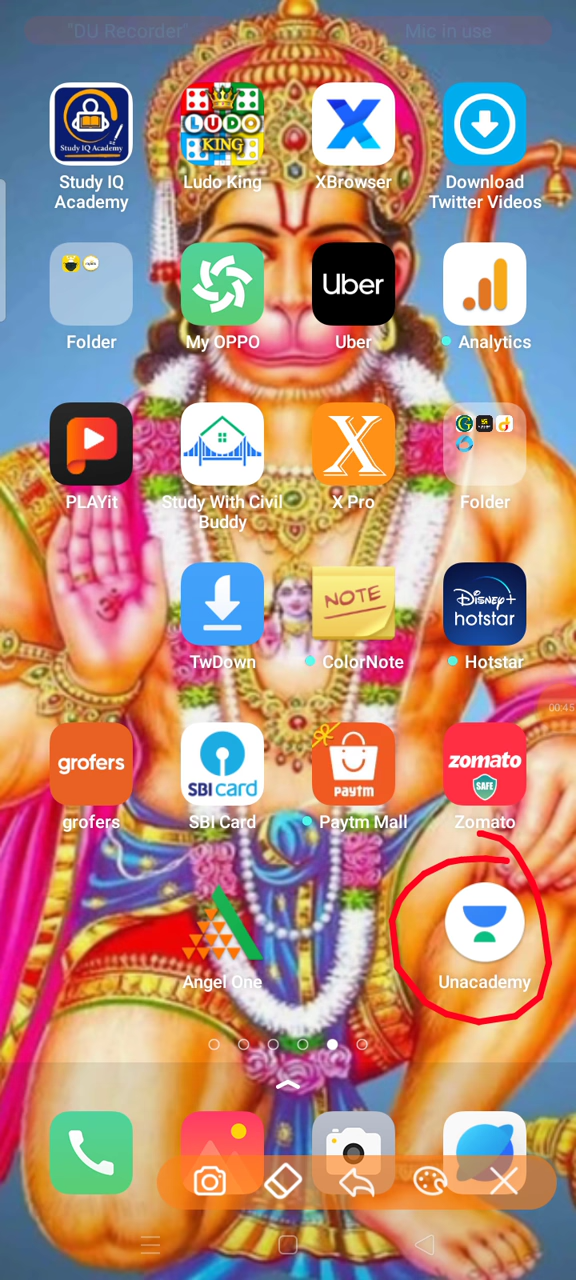 "DU Recorder" Mic in use
Study IQ Academy
LUDO
KING
Study IQ
Academy
Ludo King
XBrowser
Download
Twitter Videos
Uber
Folder
My OPPO
Uber
Analytics
X
PLAYit
Study With Civil
Buddy
X Pro
Folder
NOTE
Disney+
hotstar
TwDown
ColorNote
Hotstar
00:45
grofers
SBI card
paytm
zomato
SAFE
grofers
SBI Card
Paytm Mall
Zomato
Angel One
Unacademy